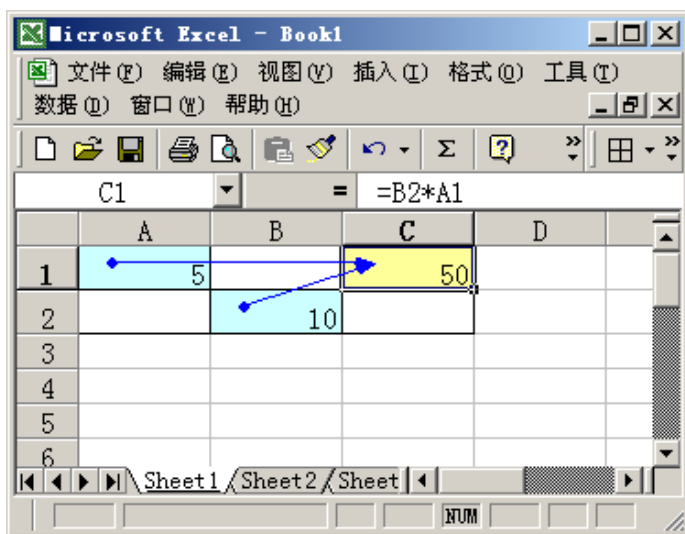 Microsoft Excel - Book1
文件(F) 编辑(E) 视图(V) 插入(I) 格式(O) 工具(T)
数据(D) 窗口(W) 帮助(H)
Σ ?
C1 = =B2*A1
A B C D
1 5 50
2 10
3
4
5
6
Sheet1 Sheet2 Sheet
NUM